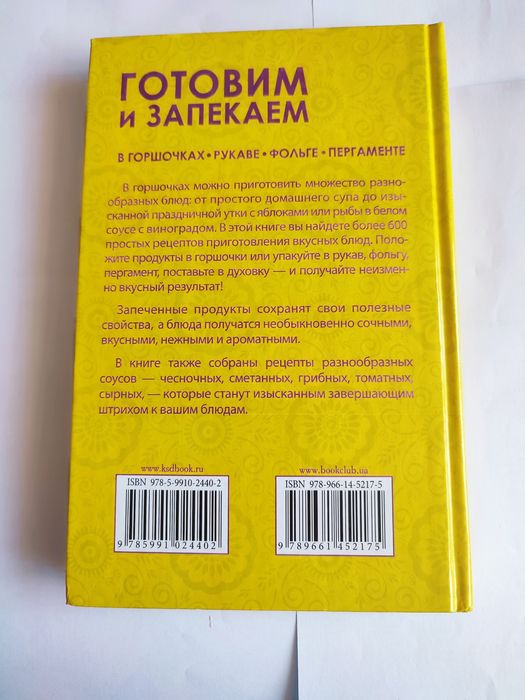 ГОТОВИМ
и ЗАПЕКАЕМ
В ГОРШОЧКАХ • РУКАВЕ • ФОЛЬГЕ • ПЕРГАМЕНТЕ
В горшочках можно приготовить множество разно-
образных блюд: от простого домашнего супа до изы-
сканной праздничной утки с яблоками или рыбы в белом
соусе с виноградом. В этой книге вы найдете более 600
простых рецептов приготовления вкусных блюд. Поло-
жите продукты в горшочки или упакуйте в рукав, фольгу,
пергамент, поставьте в духовку — и получайте неизмен-
но вкусный результат!
Запеченные продукты сохранят свои полезные
свойства, а блюда получатся необыкновенно сочными,
вкусными, нежными и ароматными.
В книге также собраны рецепты разнообразных
соусов — чесночных, сметанных, грибных, томатных,
сырных, — которые станут изысканным завершающим
штрихом к вашим блюдам.
www.ksdbook.ru
ISBN 978-5-9910-2440-2
9 785991 024402
www.bookclub.ua
ISBN 978-966-14-5217-5
9 789661 452175